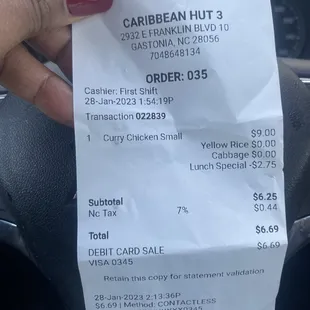 CARIBBEAN HUT 3
2932 E FRANKLIN BLVD 10
GASTONIA, NC 28056
7048648134
ORDER: 035
Cashier: First Shift
28-Jan-2023 1:54:19P
Transaction 022839
1 Curry Chicken Small $9.00
Yellow Rice $0.00
Cabbage $0.00
Lunch Special -$2.75
Subtotal $6.25
Nc Tax 7% $0.44
Total $6.69
DEBIT CARD SALE $6.69
VISA 0345
Retain this copy for statement validation
28-Jan-2023 2:13:36P
$6.69 | Method: CONTACTLESS